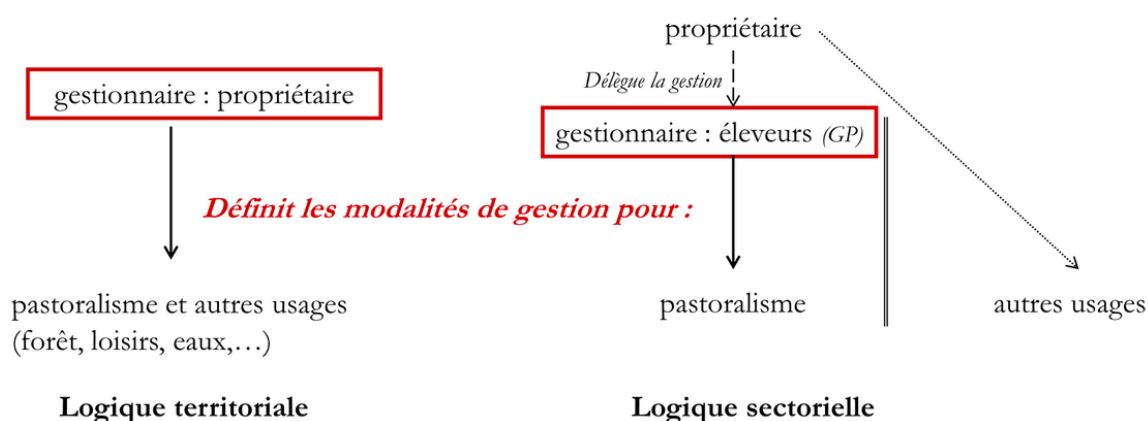 gestionnaire : propriétaire
pastoralisme et autres usages
(forêt, loisirs, eaux,…)
Logique territoriale
Définit les modalités de gestion pour :
propriétaire
Délègue la gestion
gestionnaire : éleveurs (GP)
pastoralisme
autres usages
Logique sectorielle